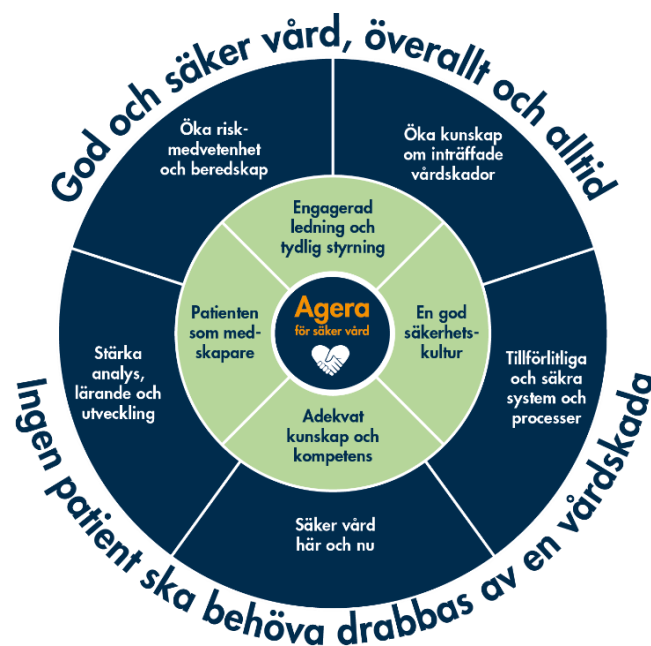 God och säker vård, överallt och alltid
Öka risk-
medvetenhet
och beredskap
Öka kunskap
om inträffade
vårdskador
Engagerad
ledning och
tydlig styrning
Patienten
som med-
skapare
Agera
för säker vård
En god
säkerhets-
kultur
Stärka
analys,
lärande och
utveckling
Tillförlitliga
och säkra
system och
processer
Adekvat
kunskap och
kompetens
Säker vård
här och nu
Ingen patient ska behöva drabbas av en vårdskada